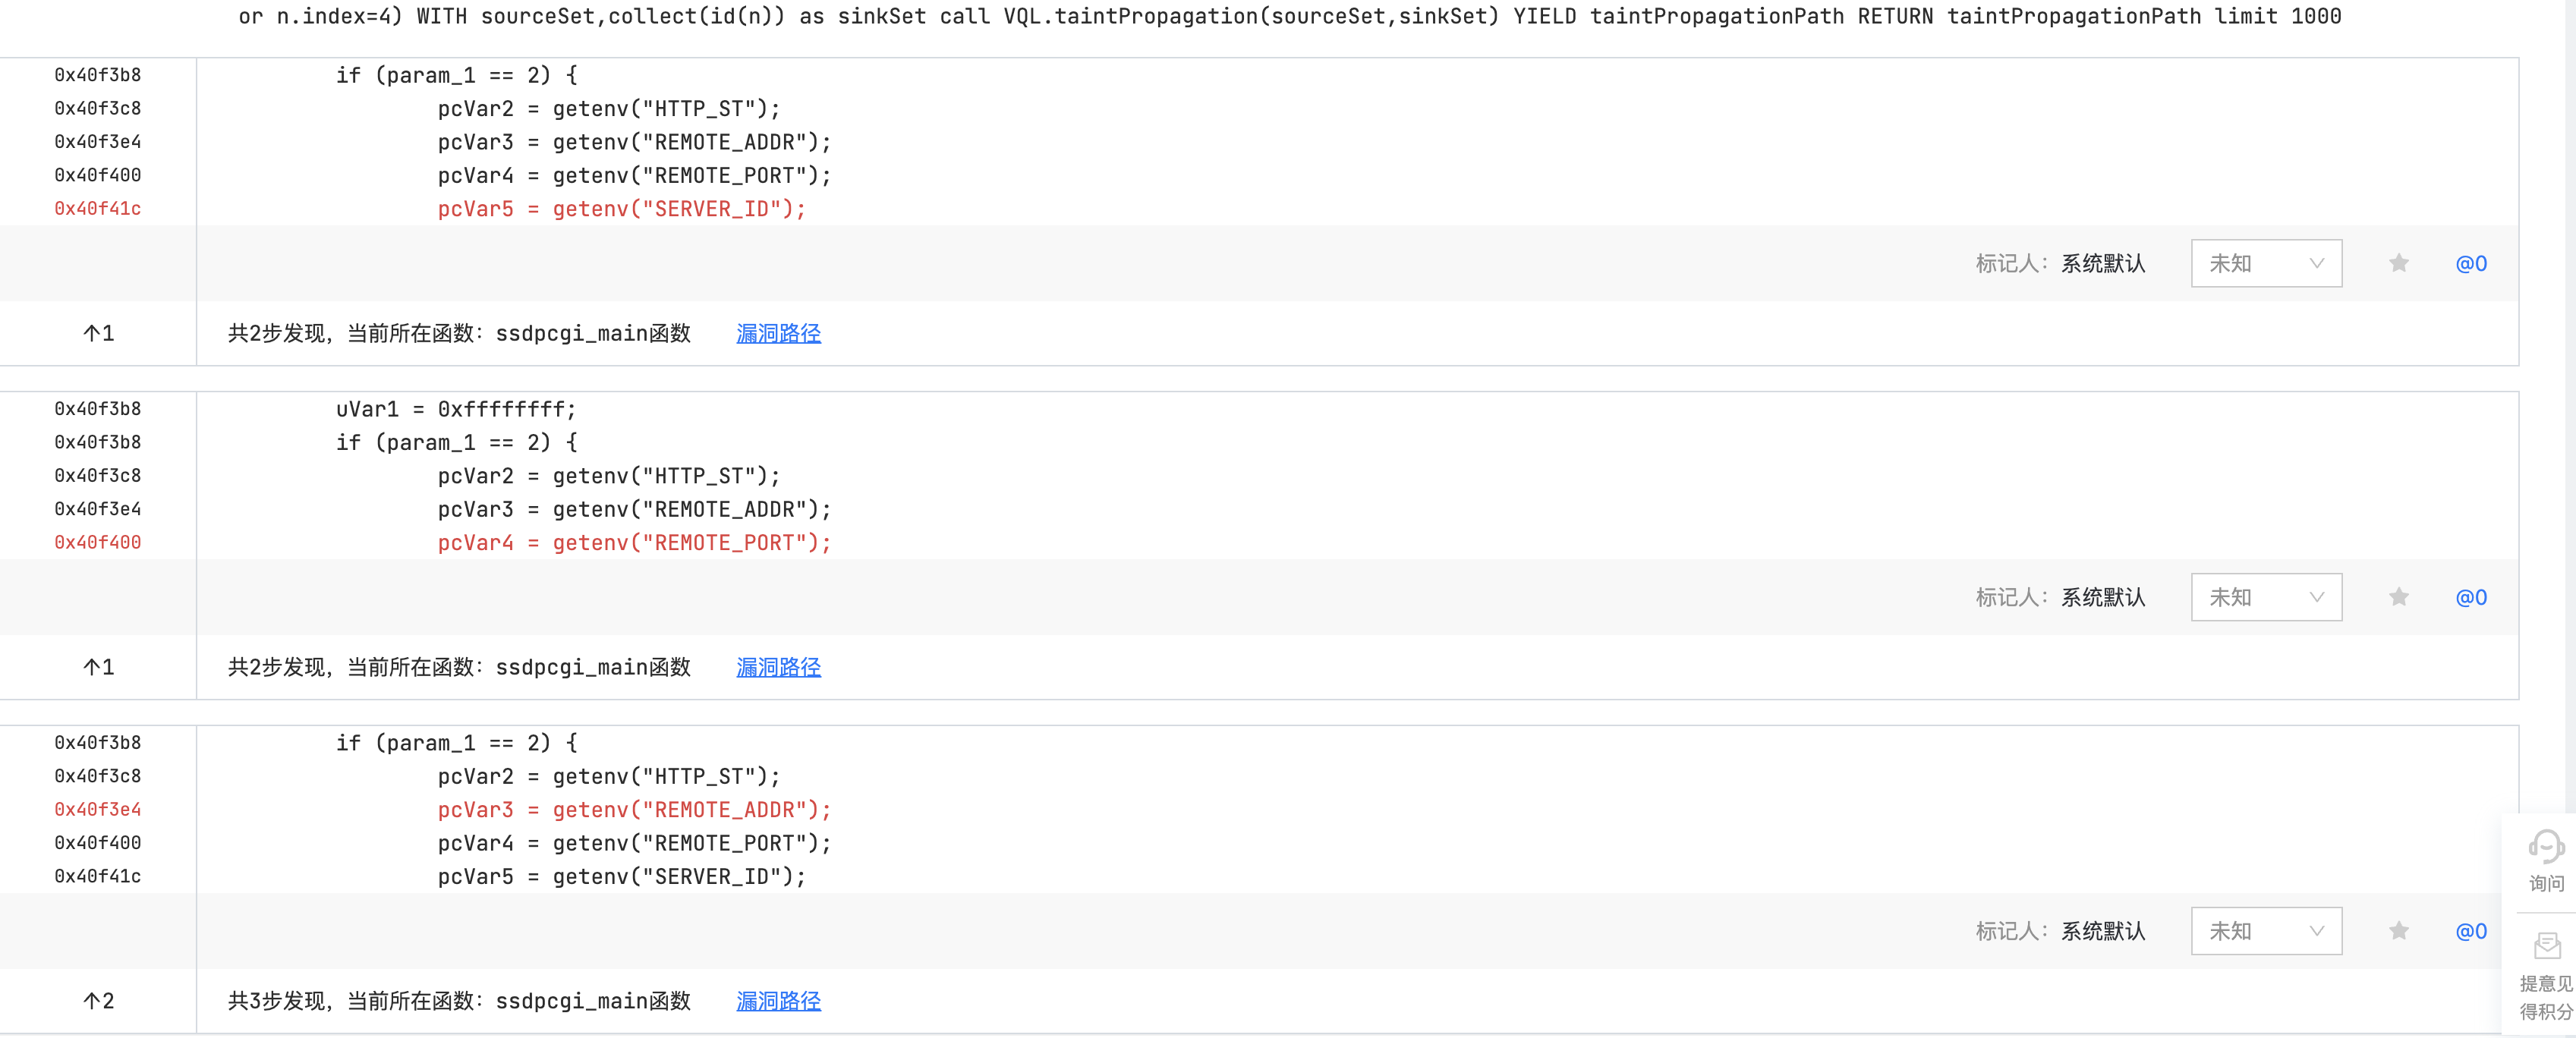 or n.index=4) WITH sourceSet,collect(id(n)) as sinkSet call VQL.taintPropagation(sourceSet,sinkSet) YIELD taintPropagationPath RETURN taintPropagationPath limit 1000
0x40f3b8 if (param_1 == 2) {
0x40f3c8 pcVar2 = getenv("HTTP_ST");
0x40f3e4 pcVar3 = getenv("REMOTE_ADDR");
0x40f400 pcVar4 = getenv("REMOTE_PORT");
0x40f41c pcVar5 = getenv("SERVER_ID");
标记人: 系统默认 未知 @0
↑1 共2步发现, 当前所在函数: ssdpcgi_main函数 漏洞路径
0x40f3b8 uVar1 = 0xffffffff;
0x40f3b8 if (param_1 == 2) {
0x40f3c8 pcVar2 = getenv("HTTP_ST");
0x40f3e4 pcVar3 = getenv("REMOTE_ADDR");
0x40f400 pcVar4 = getenv("REMOTE_PORT");
标记人: 系统默认 未知 @0
↑1 共2步发现, 当前所在函数: ssdpcgi_main函数 漏洞路径
0x40f3b8 if (param_1 == 2) {
0x40f3c8 pcVar2 = getenv("HTTP_ST");
0x40f3e4 pcVar3 = getenv("REMOTE_ADDR");
0x40f400 pcVar4 = getenv("REMOTE_PORT");
0x40f41c pcVar5 = getenv("SERVER_ID");
标记人: 系统默认 未知 @0
↑2 共3步发现, 当前所在函数: ssdpcgi_main函数 漏洞路径
询问
提意见
得积分